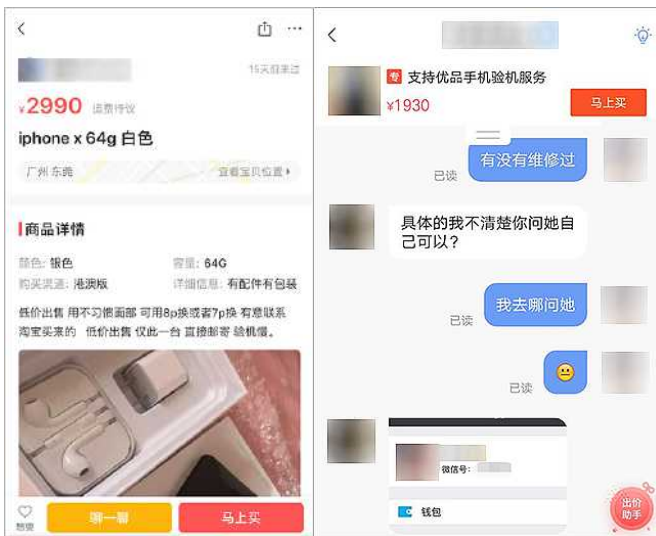 15天前来过
¥2990 运费待议
iphone x 64g 白色
广州 东莞
查看宝贝位置
商品详情
颜色: 银色
容量: 64G
购买渠道: 港澳版
详细信息: 有配件有包装
低价出售 用不习惯面部 可用8p换或者7p换 有意联系
淘宝买来的 低价出售 仅此一台 直接邮寄 验机慢。
想要
聊一聊
马上买
专 支持优品手机验机服务
¥1930
马上买
有没有维修过
已读
具体的我不清楚你问她自
己可以?
我去哪问她
已读
已读
微信号:
钱包
出价
助手